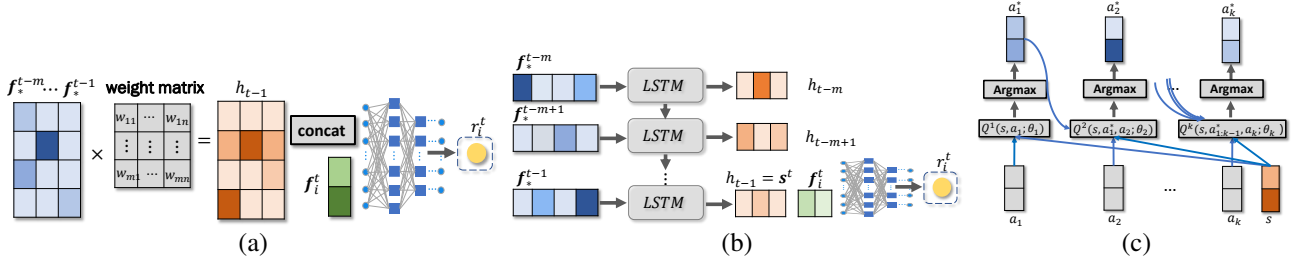 f_*^{t-m} ... f_*^{t-1} weight matrix h_{t-1}
w_{11} ... w_{1n}
⋮ ⋮ ⋮
w_{m1} ... w_{mn}
× =
concat
f_i^t
r_i^t
(a)
f_*^{t-m}
LSTM
h_{t-m}
f_*^{t-m+1}
LSTM
h_{t-m+1}
⋮
f_*^{t-1}
LSTM
h_{t-1} = s^t
f_i^t
r_i^t
(b)
a_1^* a_2^* a_k^*
Argmax Argmax ... Argmax
Q^1(s, a_1; θ_1) Q^2(s, a_1^*, a_2; θ_2) Q^k(s, a_{1:k-1}^*, a_k; θ_k)
...
a_1 a_2 a_k s
(c)